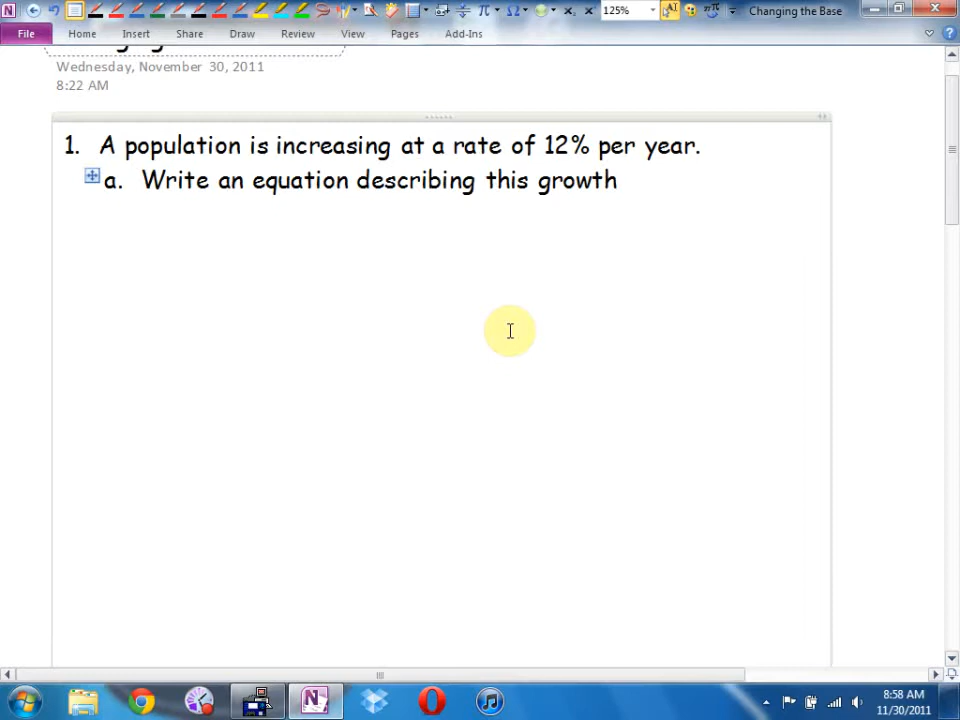 125%
Changing the Base
File Home Insert Share Draw Review View Pages Add-Ins
Wednesday, November 30, 2011
8:22 AM
1. A population is increasing at a rate of 12% per year.
a. Write an equation describing this growth
8:58 AM
11/30/2011